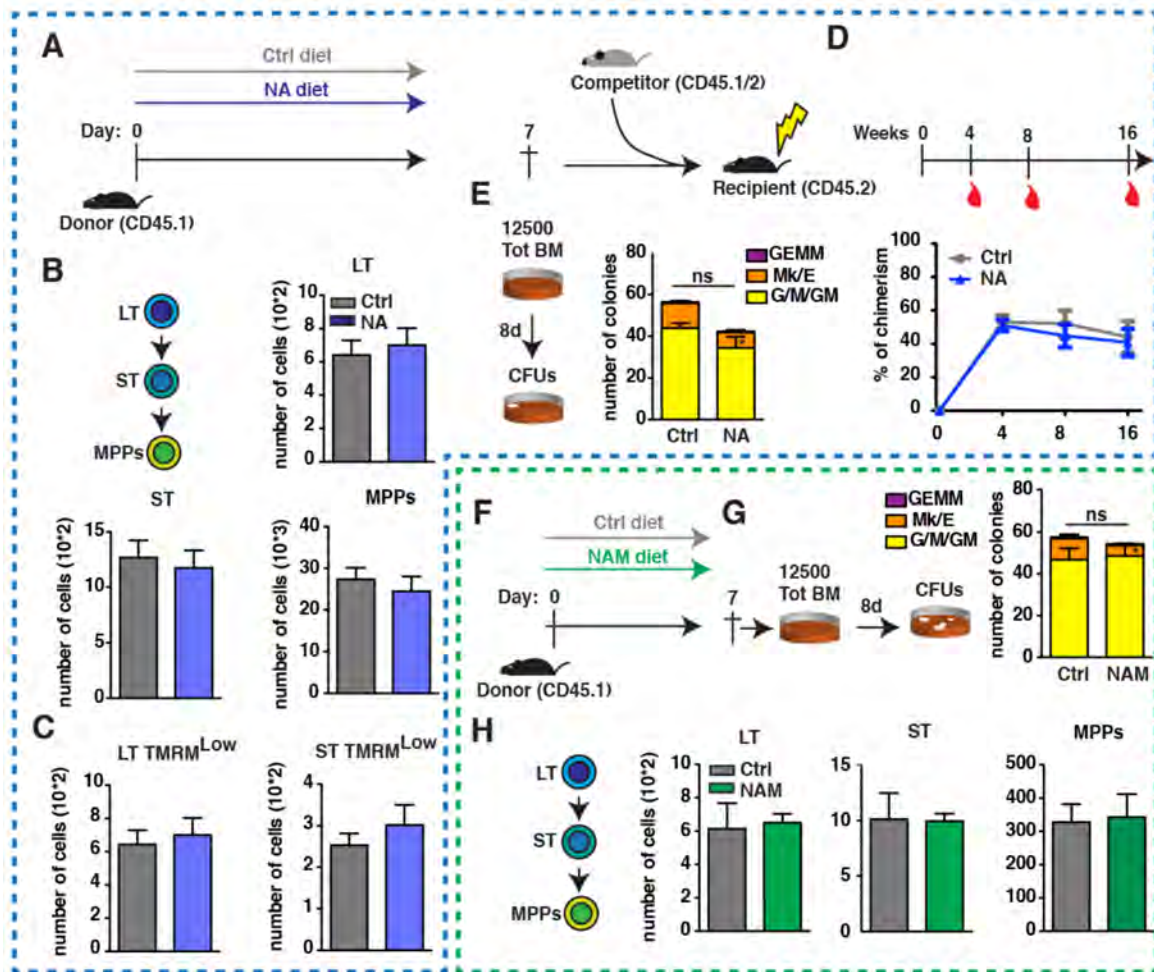 A
Ctrl diet
NA diet
Day: 0
7
Donor (CD45.1)
Competitor (CD45.1/2)
Recipient (CD45.2)
D
Weeks 0 4 8 16
% of chimerism
100
80
60
40
20
0
Ctrl
NA
0 4 8 16
E
12500
Tot BM
8d
CFUs
number of colonies
80
60
40
20
0
ns
GEMM
Mk/E
G/M/GM
*
Ctrl NA
B
LT
ST
MPPs
LT
number of cells (10*2)
10
8
6
4
2
0
Ctrl
NA
ST
number of cells (10*2)
15
10
5
0
MPPs
number of cells (10*3)
40
30
20
10
0
C
LT TMRM Low
number of cells (10*2)
10
8
6
4
2
0
ST TMRM Low
number of cells (10*2)
4
3
2
1
0
F
Ctrl diet
NAM diet
Day: 0
7
Donor (CD45.1)
G
12500
Tot BM
8d
CFUs
GEMM
Mk/E
G/M/GM
number of colonies
80
60
40
20
0
ns
*
Ctrl NAM
H
LT
ST
MPPs
LT
number of cells (10*2)
10
8
6
4
2
0
Ctrl
NAM
ST
15
10
5
0
MPPs
500
400
300
200
100
0